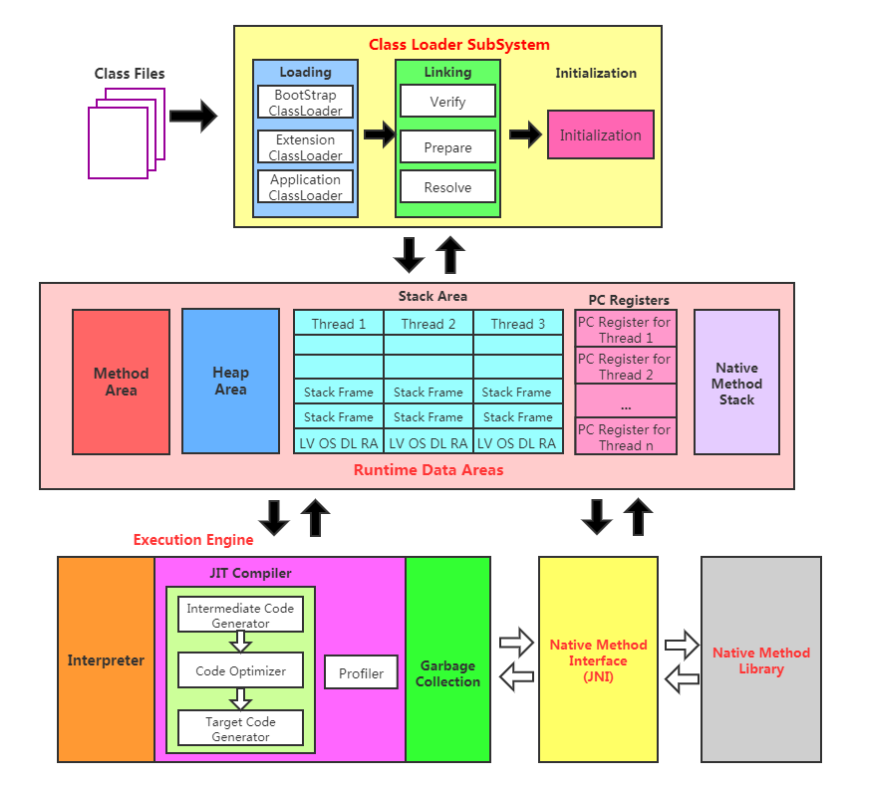 Class Loader SubSystem
Class Files
Loading
BootStrap
ClassLoader
Extension
ClassLoader
Application
ClassLoader
Linking
Verify
Prepare
Resolve
Initialization
Initialization
Stack Area
PC Registers
Method
Area
Heap
Area
Thread 1
Thread 2
Thread 3
Stack Frame
Stack Frame
Stack Frame
Stack Frame
Stack Frame
Stack Frame
LV OS DL RA
LV OS DL RA
LV OS DL RA
PC Register for
Thread 1
PC Register for
Thread 2
...
PC Register for
Thread n
Native
Method
Stack
Runtime Data Areas
Execution Engine
Interpreter
JIT Compiler
Intermediate Code
Generator
Code Optimizer
Target Code
Generator
Profiler
Garbage
Collection
Native Method
Interface
(JNI)
Native Method
Library